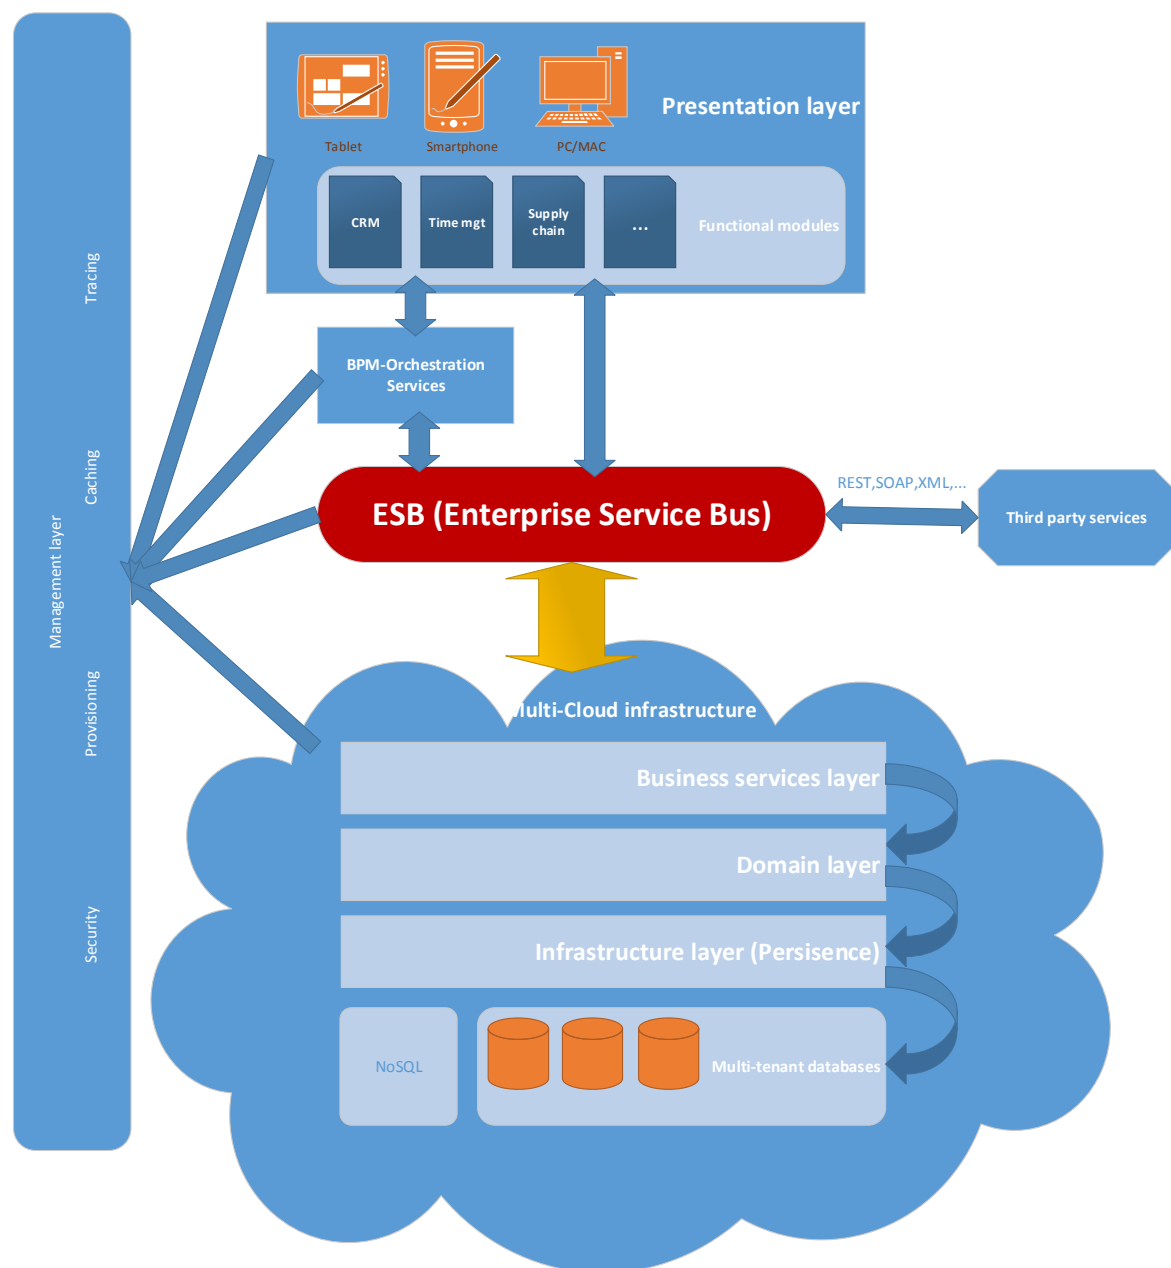 Presentation layer
Tablet
Smartphone
PC/MAC
CRM
Time mgt
Supply
chain
...
Functional modules
BPM-Orchestration
Services
ESB (Enterprise Service Bus)
REST,SOAP,XML,...
Third party services
Management layer
Tracing
Caching
Provisioning
Security
Multi-Cloud infrastructure
Business services layer
Domain layer
Infrastructure layer (Persisence)
NoSQL
Multi-tenant databases